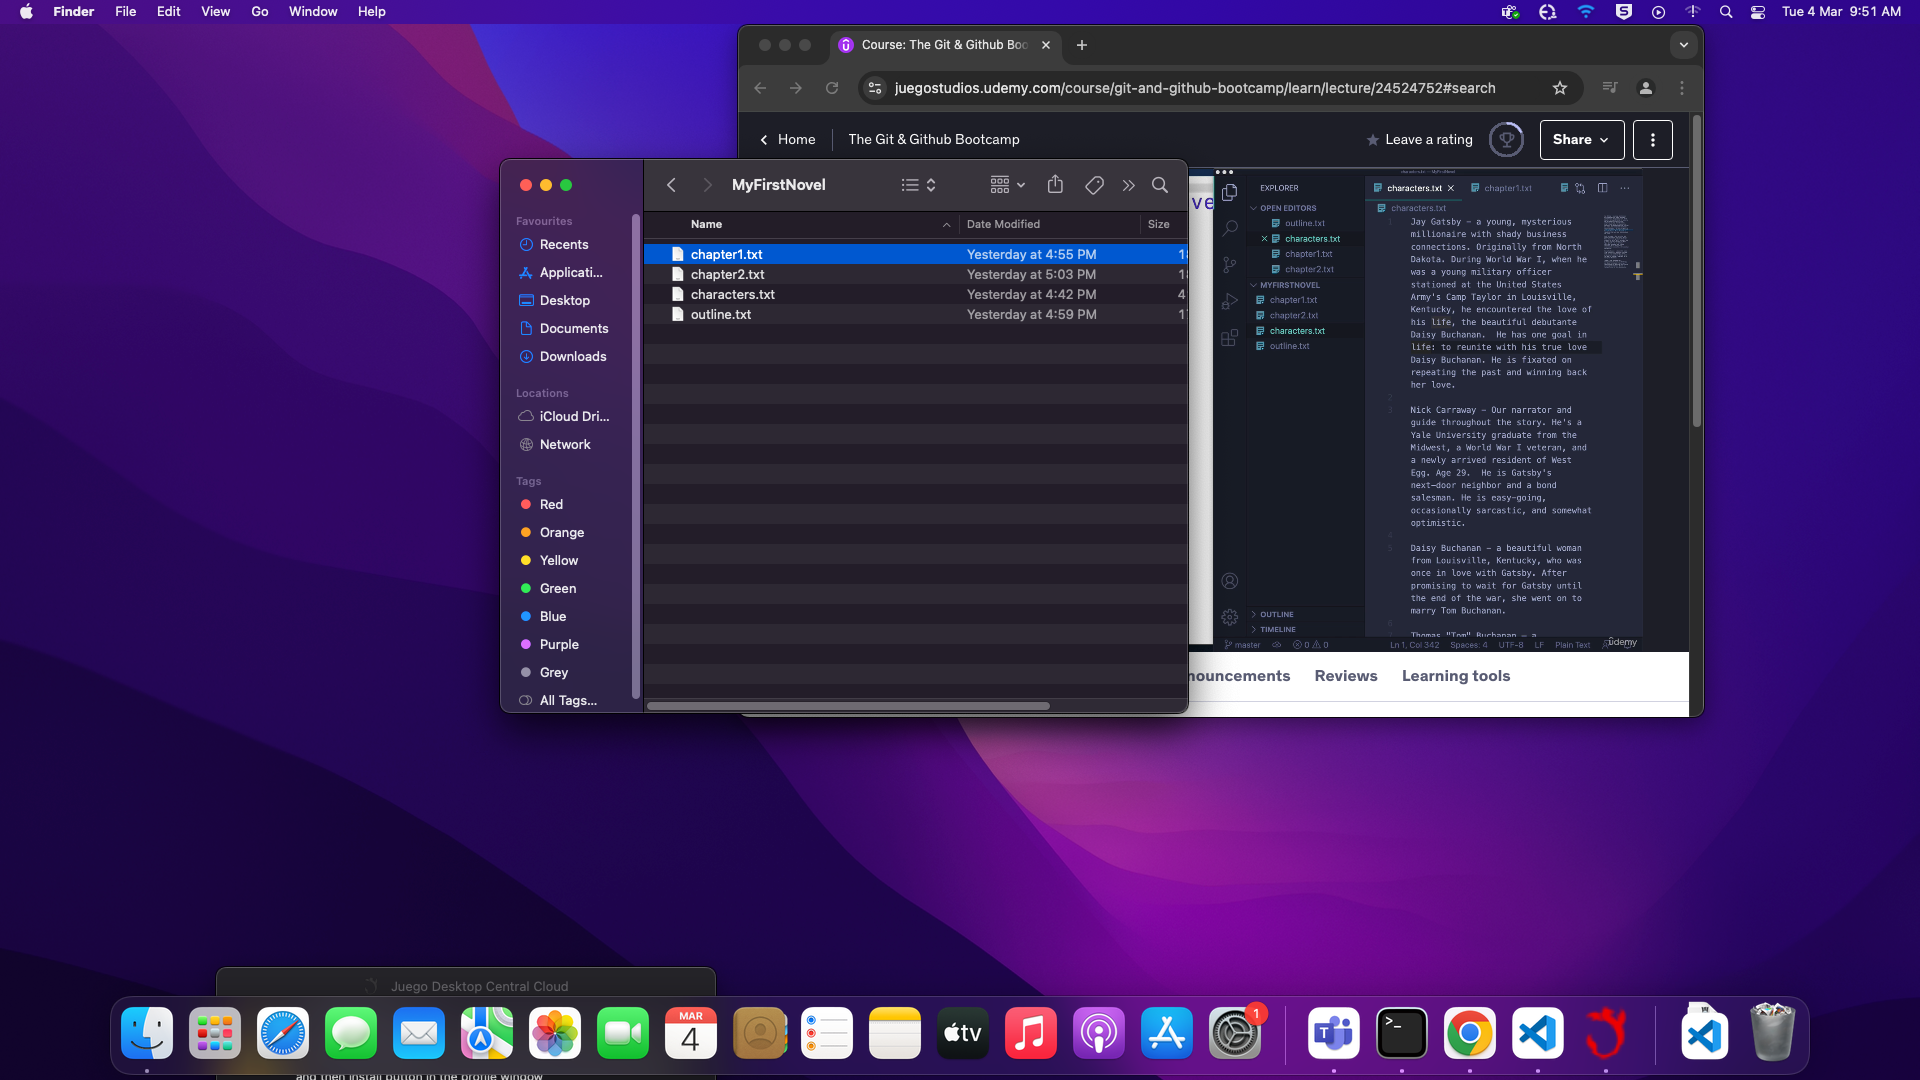 Finder File Edit View Go Window Help
Tue 4 Mar 9:51 AM
Course: The Git & Github Boo
juegostudios.udemy.com/course/git-and-github-bootcamp/learn/lecture/24524752#search
Home
The Git & Github Bootcamp
Leave a rating
Share
MyFirstNovel
Favourites
Recents
Applicati...
Desktop
Documents
Downloads
Locations
iCloud Dri...
Network
Tags
Red
Orange
Yellow
Green
Blue
Purple
Grey
All Tags...
Name Date Modified Size
chapter1.txt Yesterday at 4:55 PM
chapter2.txt Yesterday at 5:03 PM
characters.txt Yesterday at 4:42 PM
outline.txt Yesterday at 4:59 PM
ve
EXPLORER
OPEN EDITORS
outline.txt
characters.txt
chapter1.txt
chapter2.txt
MYFIRSTNOVEL
chapter1.txt
chapter2.txt
characters.txt
outline.txt
OUTLINE
TIMELINE
characters.txt
chapter1.txt
characters.txt
1 Jay Gatsby - a young, mysterious
millionaire with shady business
connections. Originally from North
Dakota. During World War I, when he
was a young military officer
stationed at the United States
Army's Camp Taylor in Louisville,
Kentucky, he encountered the love of
his life, the beautiful debutante
Daisy Buchanan. He has one goal in
life: to reunite with his true love
Daisy Buchanan. He is fixated on
repeating the past and winning back
her love.
2
3 Nick Carraway - Our narrator and
guide throughout the story. He's a
Yale University graduate from the
Midwest, a World War I veteran, and
a newly arrived resident of West
Egg. Age 29. He is Gatsby's
next-door neighbor and a bond
salesman. He is easy-going,
occasionally sarcastic, and somewhat
optimistic.
4
5 Daisy Buchanan - a beautiful woman
from Louisville, Kentucky, who was
once in love with Gatsby. After
promising to wait for Gatsby until
the end of the war, she went on to
marry Tom Buchanan.
6
Thomas "Tom" Buchanan - a
udemy
master 0 0 Ln 1, Col 342 Spaces: 4 UTF-8 LF Plain Text
nouncements Reviews Learning tools
Juego Desktop Central Cloud
and then install button in the profile window
MAR
4
tv
1